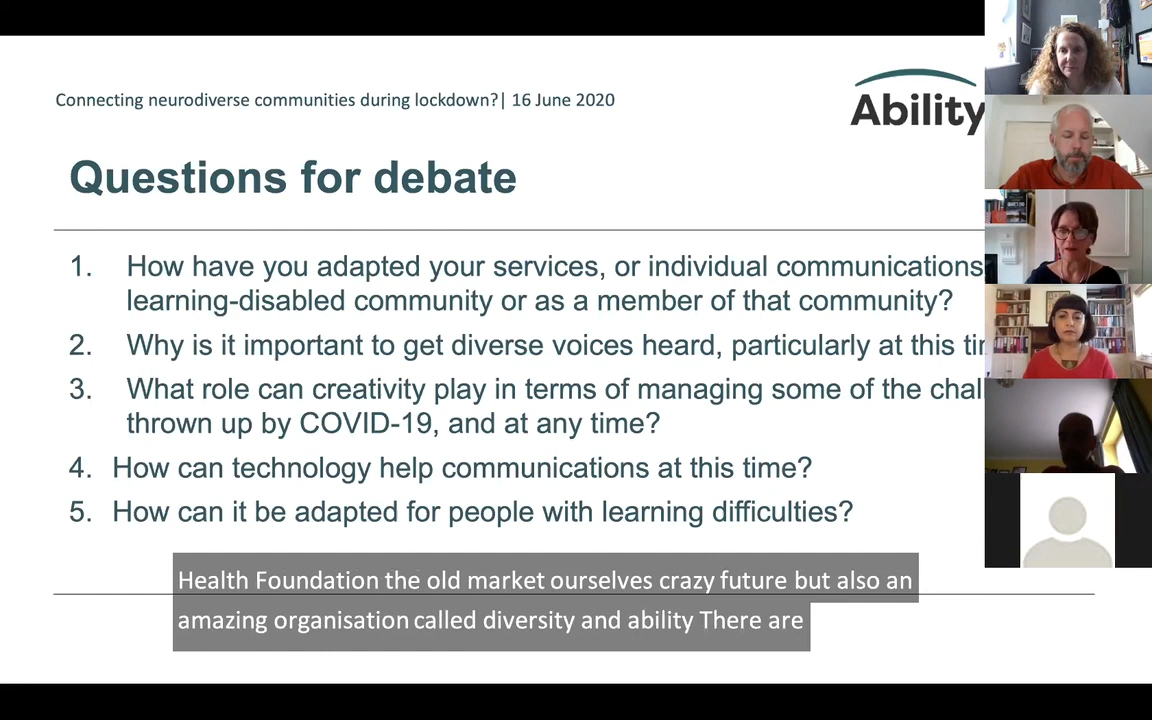 Connecting neurodiverse communities during lockdown?| 16 June 2020
Ability
Questions for debate
1. How have you adapted your services, or individual communications
learning-disabled community or as a member of that community?
2. Why is it important to get diverse voices heard, particularly at this
3. What role can creativity play in terms of managing some of the
thrown up by COVID-19, and at any time?
4. How can technology help communications at this time?
5. How can it be adapted for people with learning difficulties?
Health Foundation the old market ourselves crazy future but also an
amazing organisation called diversity and ability There are